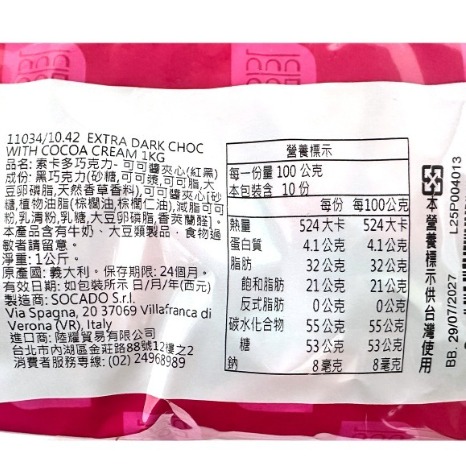 11034/10.42 EXTRA DARK CHOC
WITH COCOA CREAM 1KG
品名: 索卡多巧克力- 可可醬夾心(紅黑)
成份: 黑巧克力(砂糖,可可漿,可可脂,大
豆卵磷脂,天然香草香料),可可醬夾心[砂
糖,植物油脂(棕櫚油,棕櫚仁油),減脂可可
粉,乳清粉,乳糖,大豆卵磷脂,香莢蘭醛]。
本產品含有牛奶、大豆類製品，食物過
敏者請留意。
淨重: 1公斤。
原產國: 義大利。保存期限: 24個月。
有效日期: 如包裝所示 日/月/年(西元)
製造商: SOCADO S.r.l.
Via Spagna, 20 37069 Villafranca di
Verona (VR), Italy
進口商: 陸耀貿易有限公司
台北市內湖區金莊路88號12樓之2
消費者服務專線: (02) 24968989
營養標示
每一份量 100 公克
本包裝含 10 份
每份 每100公克
熱量 524 大卡 524 大卡
蛋白質 4.1 公克 4.1 公克
脂肪 32 公克 32 公克
飽和脂肪 21 公克 21 公克
反式脂肪 0 公克 0 公克
碳水化合物 55 公克 55 公克
糖 53 公克 53 公克
鈉 8 毫克 8 毫克
本營養標示供台灣使用
L25P004013
BB. 29/07/2027